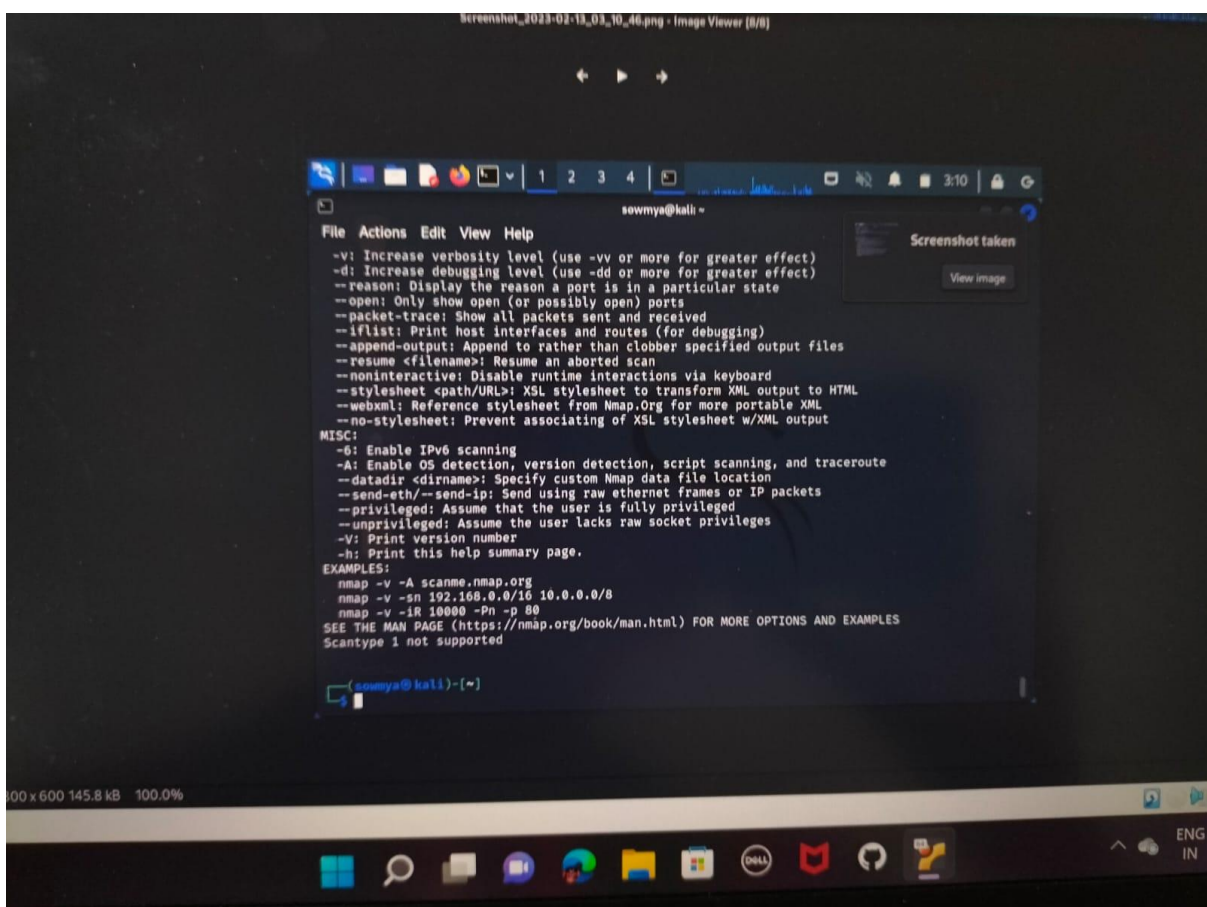 Screenshot_2023-02-13_03_10_46.png - Image Viewer [8/8]
1 2 3 4
3:10
sowmya@kali: ~
File Actions Edit View Help
Screenshot taken
View image
-v: Increase verbosity level (use -vv or more for greater effect)
-d: Increase debugging level (use -dd or more for greater effect)
--reason: Display the reason a port is in a particular state
--open: Only show open (or possibly open) ports
--packet-trace: Show all packets sent and received
--iflist: Print host interfaces and routes (for debugging)
--append-output: Append to rather than clobber specified output files
--resume <filename>: Resume an aborted scan
--noninteractive: Disable runtime interactions via keyboard
--stylesheet <path/URL>: XSL stylesheet to transform XML output to HTML
--webxml: Reference stylesheet from Nmap.Org for more portable XML
--no-stylesheet: Prevent associating of XSL stylesheet w/XML output
MISC:
-6: Enable IPv6 scanning
-A: Enable OS detection, version detection, script scanning, and traceroute
--datadir <dirname>: Specify custom Nmap data file location
--send-eth/--send-ip: Send using raw ethernet frames or IP packets
--privileged: Assume that the user is fully privileged
--unprivileged: Assume the user lacks raw socket privileges
-V: Print version number
-h: Print this help summary page.
EXAMPLES:
nmap -v -A scanme.nmap.org
nmap -v -sn 192.168.0.0/16 10.0.0.0/8
nmap -v -iR 10000 -Pn -p 80
SEE THE MAN PAGE (https://nmap.org/book/man.html) FOR MORE OPTIONS AND EXAMPLES
Scantype 1 not supported
(sowmya㉿kali)-[~]
$
x 600 145.8 kB 100.0%
DELL
ENG
IN